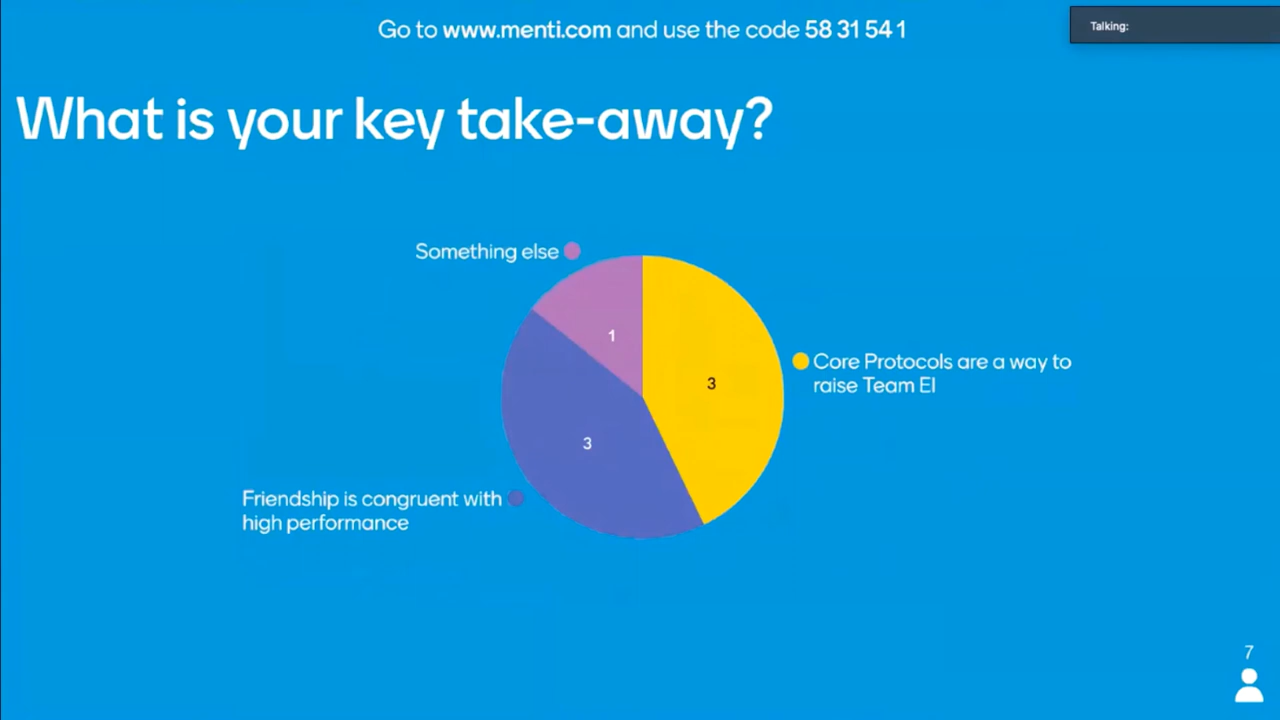 Go to www.menti.com and use the code 58 31 54 1
Talking:
What is your key take-away?
Something else
1
3
Core Protocols are a way to
raise Team EI
3
Friendship is congruent with
high performance
7